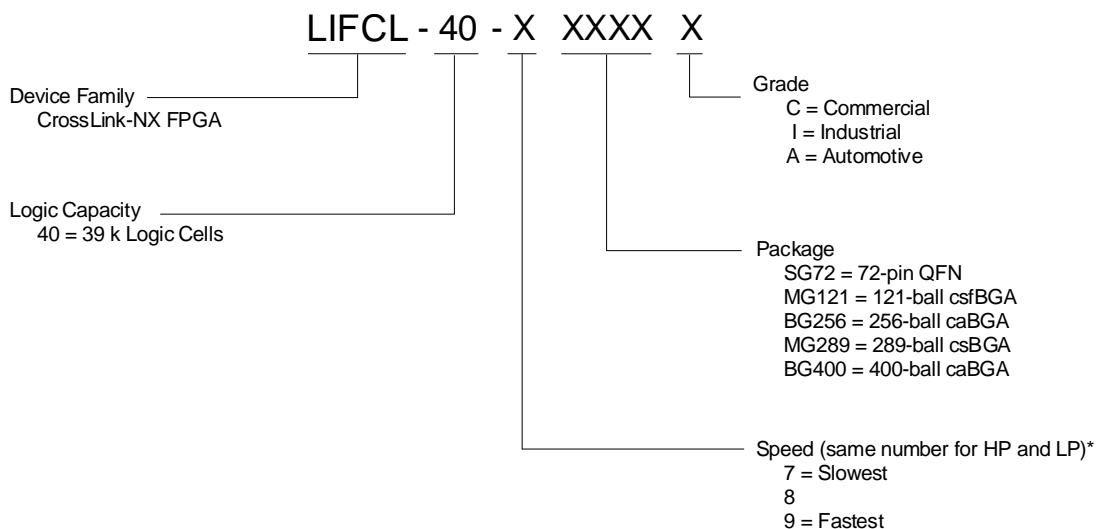 LIFCL - 40 - X XXXX X
Device Family
CrossLink-NX FPGA
Logic Capacity
40 = 39 k Logic Cells
Grade
C = Commercial
I = Industrial
A = Automotive
Package
SG72 = 72-pin QFN
MG121 = 121-ball csfBGA
BG256 = 256-ball caBGA
MG289 = 289-ball csBGA
BG400 = 400-ball caBGA
Speed (same number for HP and LP)*
7 = Slowest
8
9 = Fastest